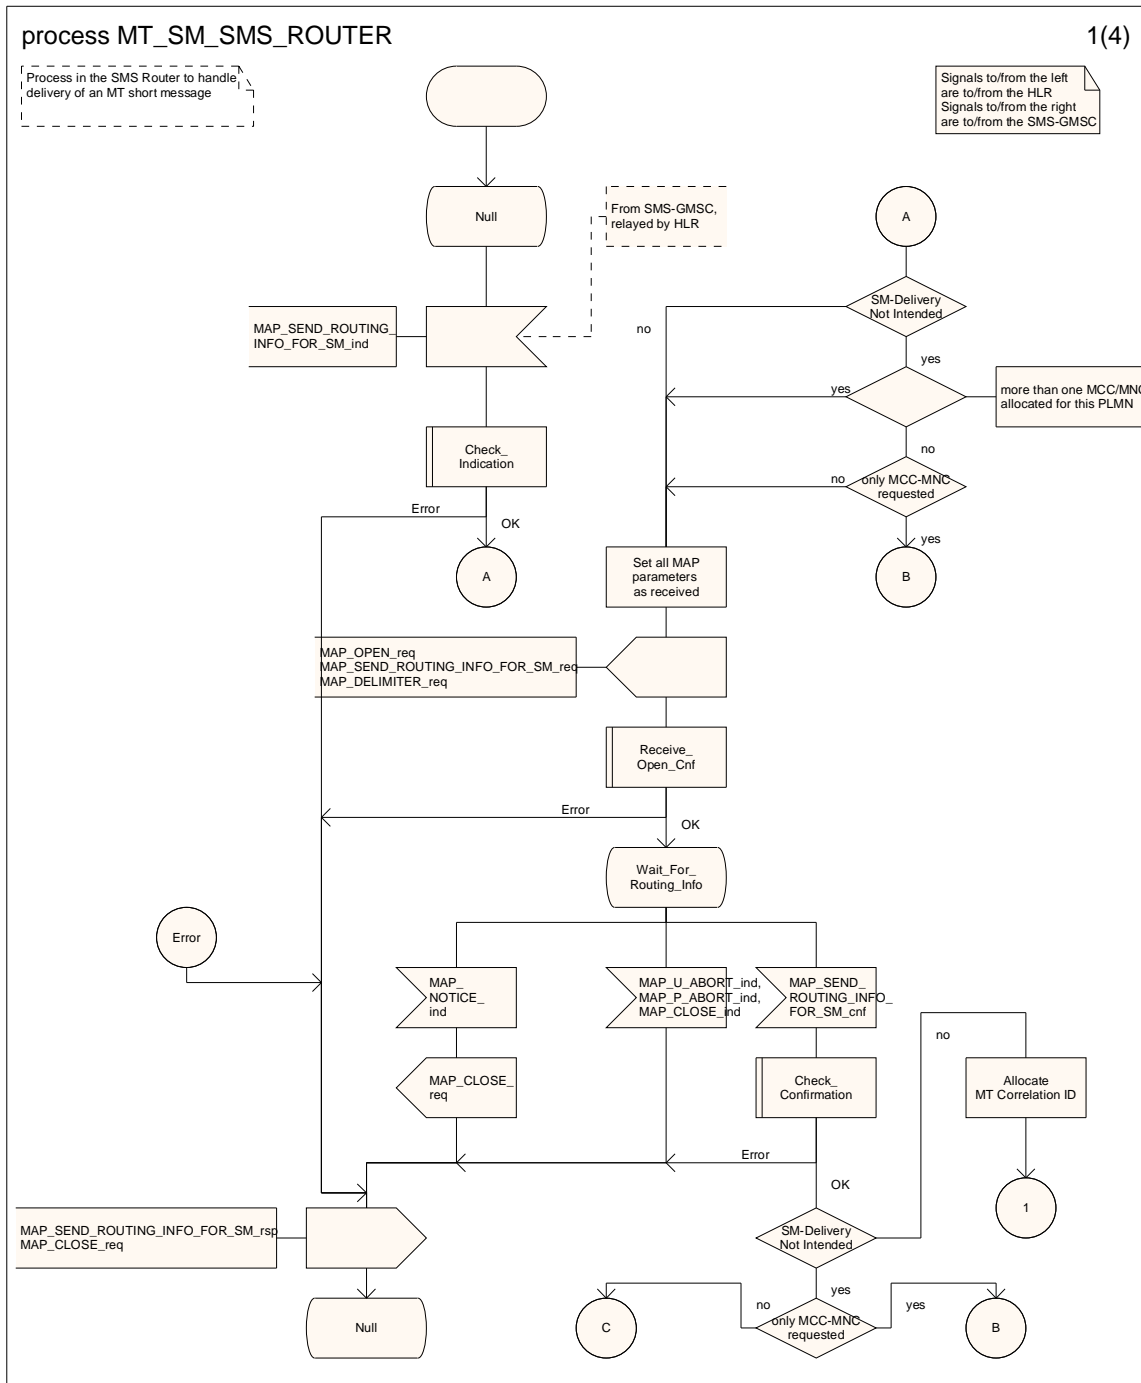 process MT_SM_SMS_ROUTER
1(4)
Process in the SMS Router to handle
delivery of an MT short message
Signals to/from the left
are to/from the HLR
Signals to/from the right
are to/from the SMS-GMSC
Null
From SMS-GMSC,
relayed by HLR
A
SM-Delivery
Not Intended
no
yes
MAP_SEND_ROUTING_
INFO_FOR_SM_ind
yes
more than one MCC/MNC
allocated for this PLMN
no
Check_
Indication
only MCC-MNC
requested
no
yes
Error
OK
A
Set all MAP
parameters
as received
B
MAP_OPEN_req
MAP_SEND_ROUTING_INFO_FOR_SM_req
MAP_DELIMITER_req
Receive_
Open_Cnf
Error
OK
Wait_For_
Routing_Info
Error
MAP_
NOTICE_
ind
MAP_U_ABORT_ind,
MAP_P_ABORT_ind,
MAP_CLOSE_ind
MAP_SEND_
ROUTING_INFO_
FOR_SM_cnf
no
MAP_CLOSE_
req
Check_
Confirmation
Allocate
MT Correlation ID
Error
OK
1
MAP_SEND_ROUTING_INFO_FOR_SM_rsp
MAP_CLOSE_req
SM-Delivery
Not Intended
yes
Null
C
no
only MCC-MNC
requested
yes
B